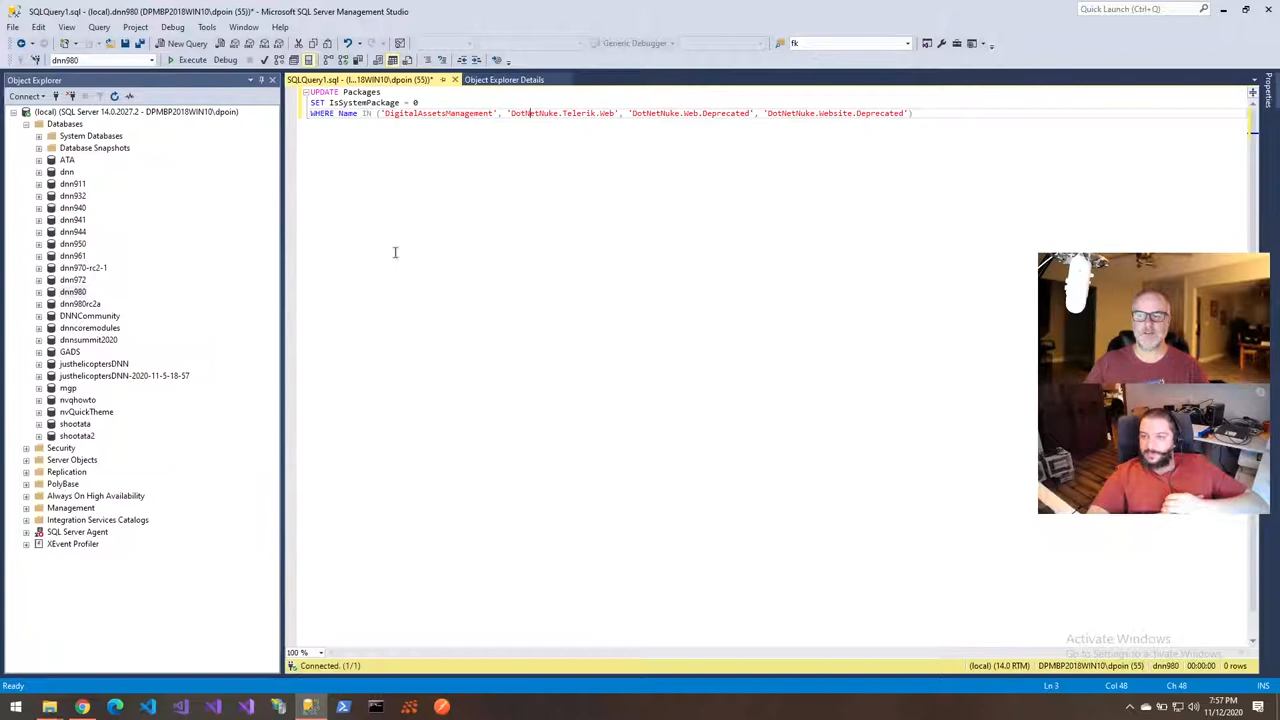 SQLQuery1.sql - (local).dnn980 (DPMBP2018WIN10\dpoin (55))* - Microsoft SQL Server Management Studio
Quick Launch (Ctrl+Q)
File Edit View Query Project Debug Tools Window Help
New Query
Generic Debugger
fk
dnn980
Execute Debug
Object Explorer
SQLQuery1.sql - (l...18WIN10\dpoin (55))*
Object Explorer Details
Properties
Connect
(local) (SQL Server 14.0.2027.2 - DPMBP2018WIN10\dpoin)
Databases
System Databases
Database Snapshots
ATA
dnn
dnn911
dnn932
dnn940
dnn941
dnn944
dnn950
dnn961
dnn970-rc2-1
dnn972
dnn980
dnn980rc2a
DNNCommunity
dnncoremodules
dnnsummit2020
GADS
justhelicoptersDNN
justhelicoptersDNN-2020-11-5-18-57
mgp
nvqhowto
nvQuickTheme
shootata
shootata2
Security
Server Objects
Replication
PolyBase
Always On High Availability
Management
Integration Services Catalogs
SQL Server Agent
XEvent Profiler
UPDATE Packages
SET IsSystemPackage = 0
WHERE Name IN ('DigitalAssetsManagement', 'DotNetNuke.Telerik.Web', 'DotNetNuke.Web.Deprecated', 'DotNetNuke.Website.Deprecated')
Activate Windows
Go to Settings to activate Windows.
100 %
Connected. (1/1)
(local) (14.0 RTM) DPMBP2018WIN10\dpoin (55) dnn980 00:00:00 0 rows
Ready
Ln 3 Col 48 Ch 48 INS
7:57 PM
11/12/2020